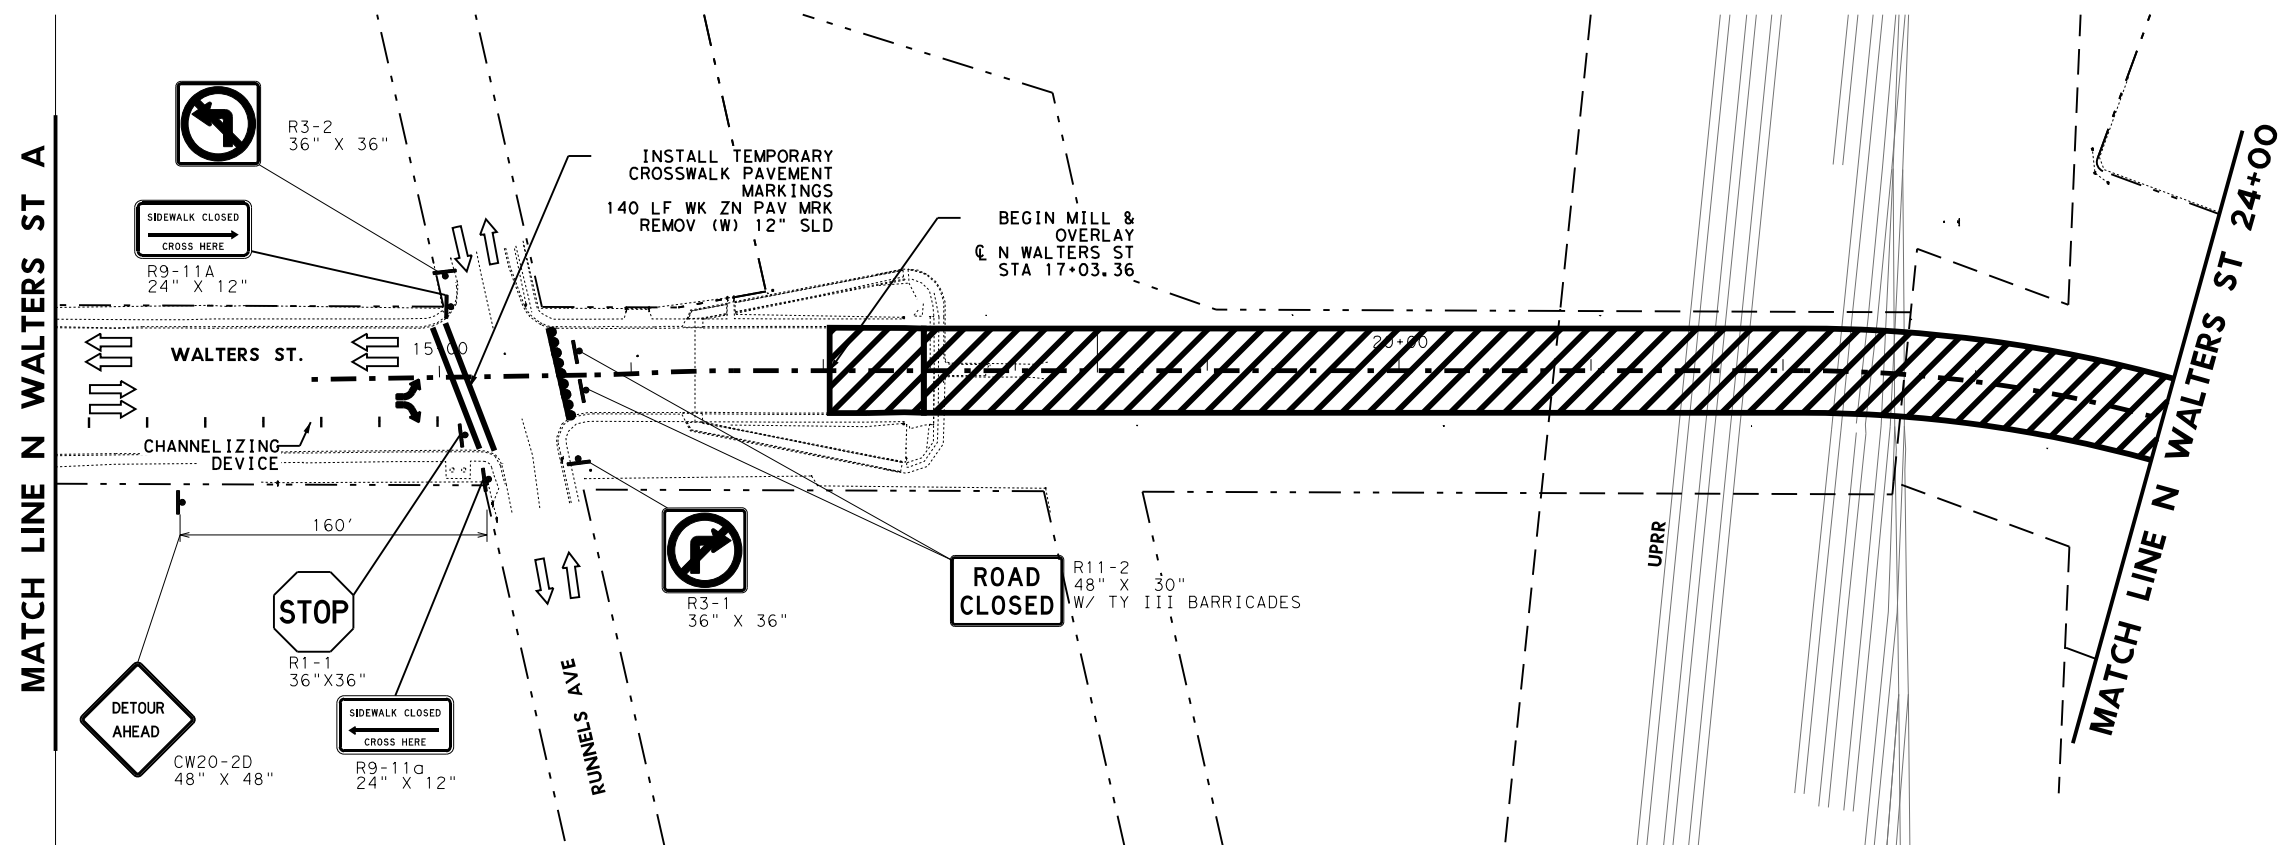 MATCH LINE N WALTERS ST A
R3-2
36" X 36"
SIDEWALK CLOSED
CROSS HERE
R9-11A
24" X 12"
INSTALL TEMPORARY
CROSSWALK PAVEMENT
MARKINGS
140 LF WK ZN PAV MRK
REMOV (W) 12" SLD
BEGIN MILL &
OVERLAY
℄ N WALTERS ST
STA 17+03.36
WALTERS ST.
15+00
20+00
CHANNELIZING
DEVICE
160'
STOP
R1-1
36"X36"
DETOUR
AHEAD
CW20-2D
48" X 48"
SIDEWALK CLOSED
CROSS HERE
R9-11a
24" X 12"
RUNNELS AVE
R3-1
36" X 36"
ROAD
CLOSED
R11-2
48" X 30"
W/ TY III BARRICADES
UPRR
MATCH LINE N WALTERS ST 24+00